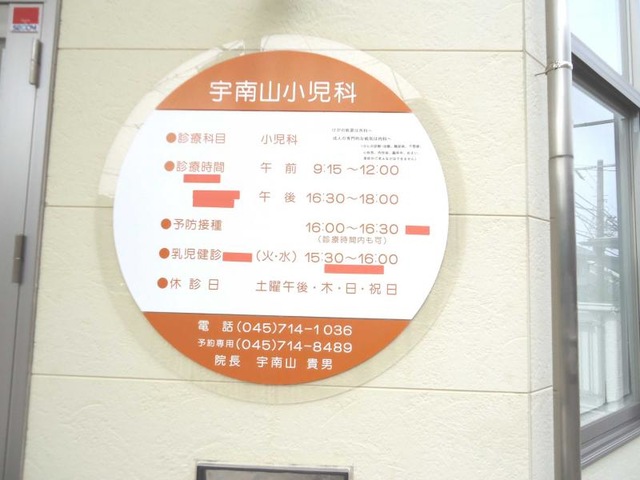 宇南山小児科
●診療科目 小児科
●診療時間 午前 9:15～12:00
午後 16:30～18:00
●予防接種 16:00～16:30
(診療時間内も可)
●乳児健診 (火・水) 15:30～16:00
●休診日 土曜午後・木・日・祝日
電話(045)714-1036
予約専用(045)714-8489
院長 宇南山 貴男
SECOM